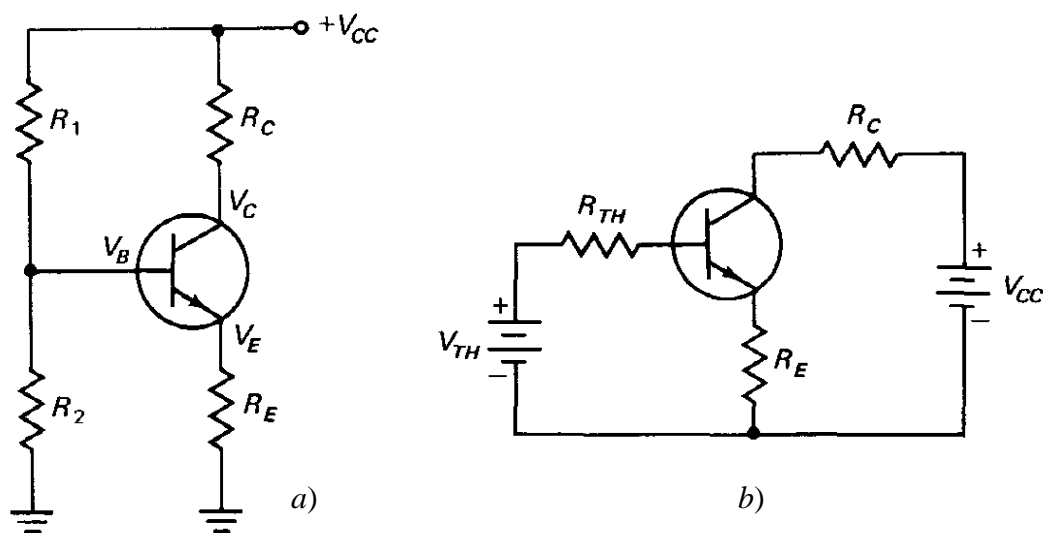 +V_CC
R_1
R_C
V_C
V_B
V_E
R_2
R_E
a)
R_C
R_TH
+
V_CC
−
+
V_TH
−
R_E
b)